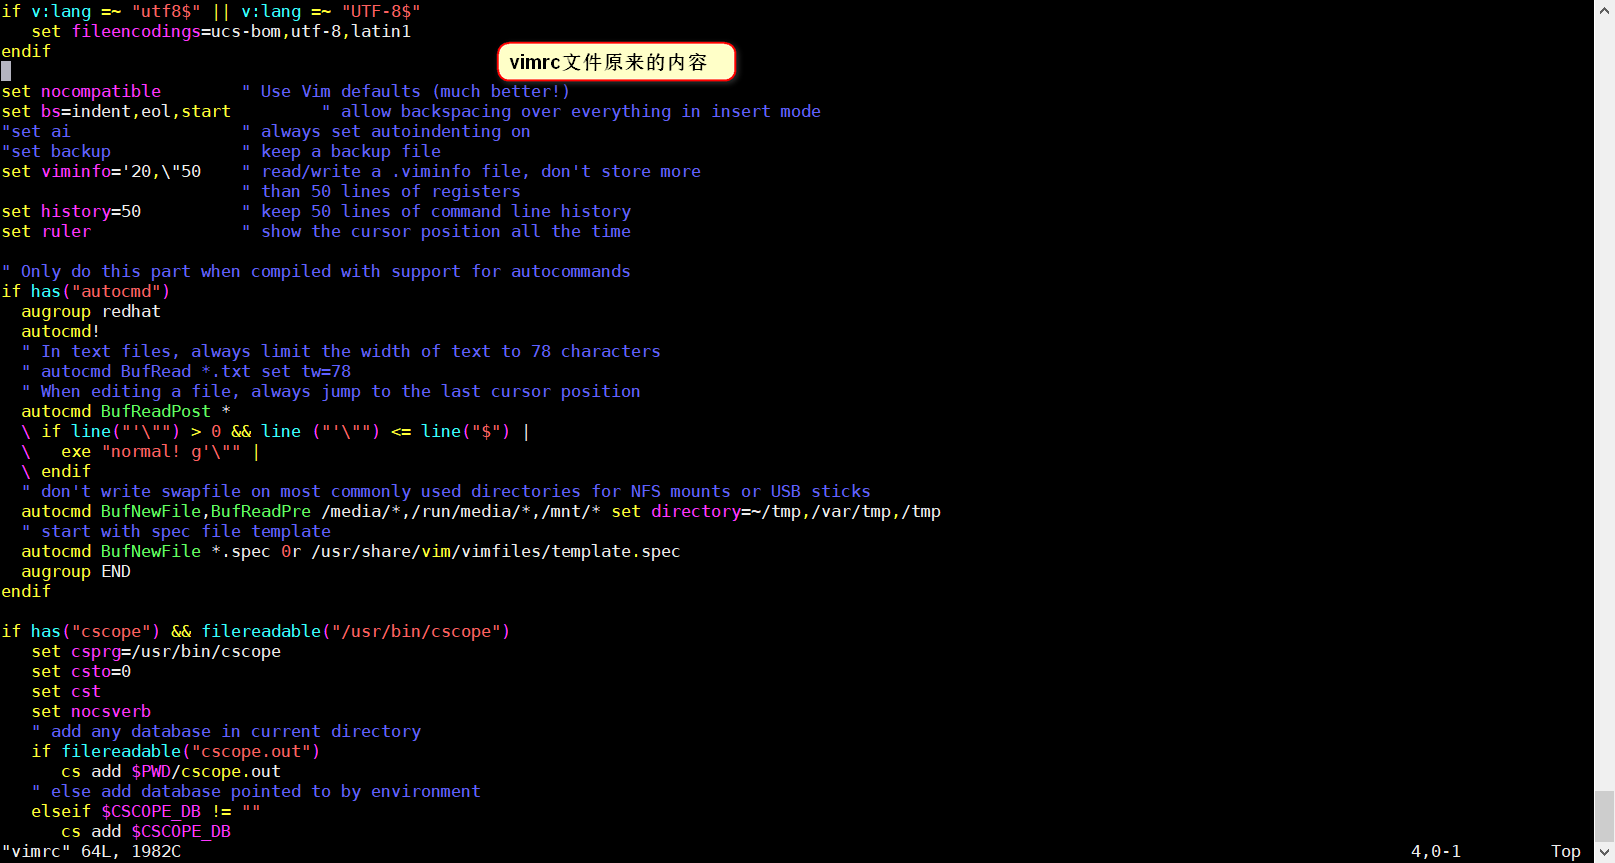 if v:lang =~ "utf8$" || v:lang =~ "UTF-8$"
   set fileencodings=ucs-bom,utf-8,latin1
endif
vimrc文件原来的内容
set nocompatible        " Use Vim defaults (much better!)
set bs=indent,eol,start         " allow backspacing over everything in insert mode
"set ai                 " always set autoindenting on
"set backup             " keep a backup file
set viminfo='20,\"50    " read/write a .viminfo file, don't store more
                        " than 50 lines of registers
set history=50          " keep 50 lines of command line history
set ruler               " show the cursor position all the time
" Only do this part when compiled with support for autocommands
if has("autocmd")
  augroup redhat
  autocmd!
  " In text files, always limit the width of text to 78 characters
  " autocmd BufRead *.txt set tw=78
  " When editing a file, always jump to the last cursor position
  autocmd BufReadPost *
  \ if line("'\"") > 0 && line ("'\"") <= line("$") |
  \   exe "normal! g'\"" |
  \ endif
  " don't write swapfile on most commonly used directories for NFS mounts or USB sticks
  autocmd BufNewFile,BufReadPre /media/*,/run/media/*,/mnt/* set directory=~/tmp,/var/tmp,/tmp
  " start with spec file template
  autocmd BufNewFile *.spec 0r /usr/share/vim/vimfiles/template.spec
  augroup END
endif
if has("cscope") && filereadable("/usr/bin/cscope")
   set csprg=/usr/bin/cscope
   set csto=0
   set cst
   set nocsverb
   " add any database in current directory
   if filereadable("cscope.out")
      cs add $PWD/cscope.out
   " else add database pointed to by environment
   elseif $CSCOPE_DB != ""
      cs add $CSCOPE_DB
"vimrc" 64L, 1982C 4,0-1 Top